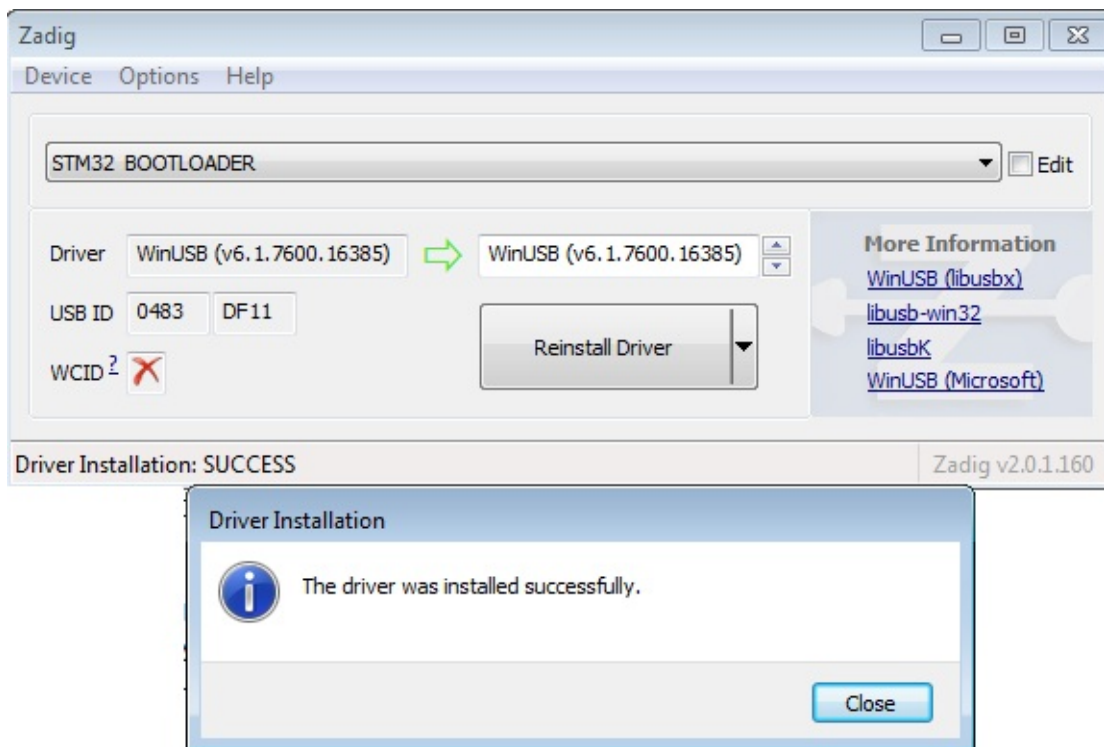 Zadig
Device Options Help
STM32 BOOTLOADER
Edit
Driver WinUSB (v6.1.7600.16385) WinUSB (v6.1.7600.16385)
USB ID 0483 DF11
WCID ?
Reinstall Driver
More Information
WinUSB (libusbx)
libusb-win32
libusbK
WinUSB (Microsoft)
Driver Installation: SUCCESS
Zadig v2.0.1.160
Driver Installation
The driver was installed successfully.
Close